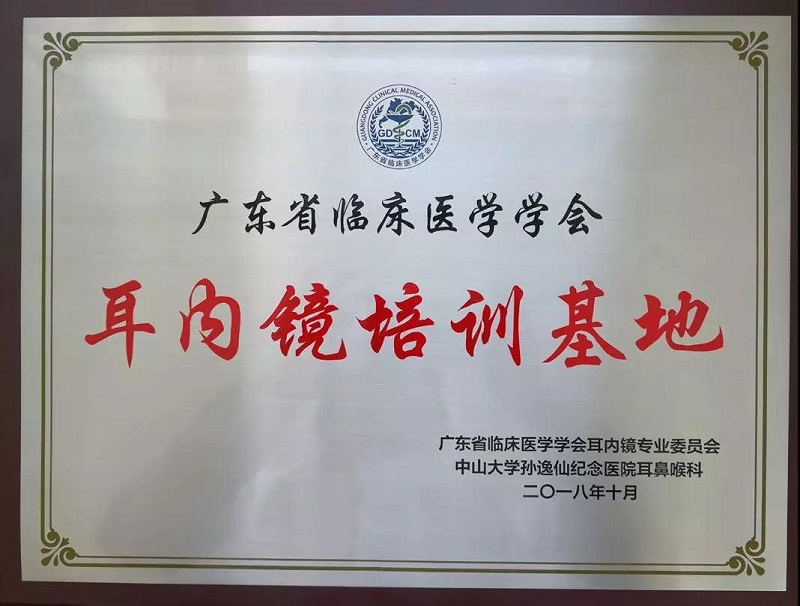 GUANGDONG CLINICAL MEDICAL ASSOCIATION
GD CM
·广东省临床医学学会·
广东省临床医学学会
耳内镜培训基地
广东省临床医学学会耳内镜专业委员会
中山大学孙逸仙纪念医院耳鼻喉科
二〇一八年十月